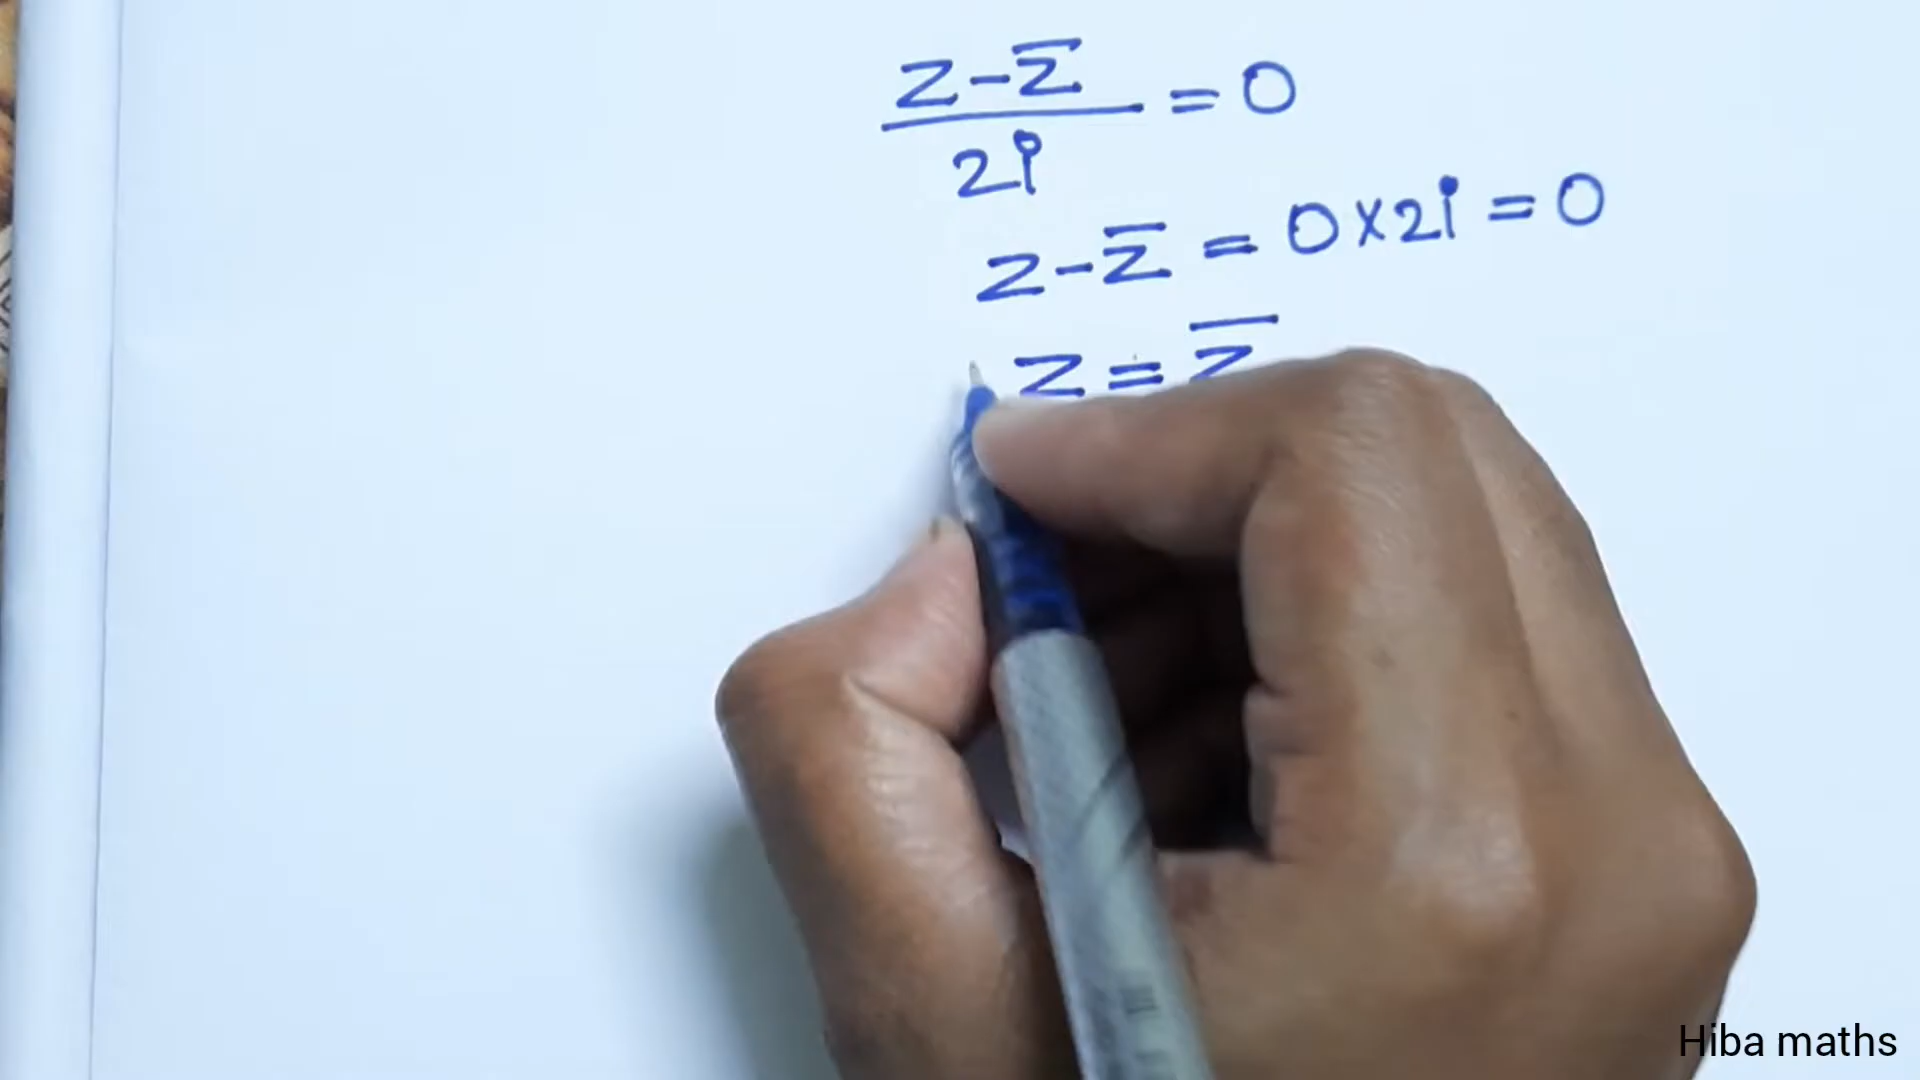 z - z̅ / 2i = 0
z - z̅ = 0 × 2i = 0
z = z̅
Hiba maths